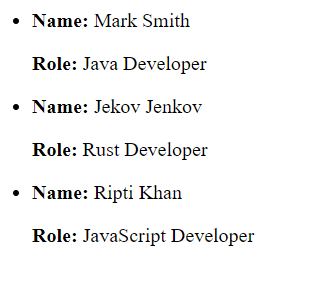 Name: Mark Smith
Role: Java Developer
Name: Jekov Jenkov
Role: Rust Developer
Name: Ripti Khan
Role: JavaScript Developer